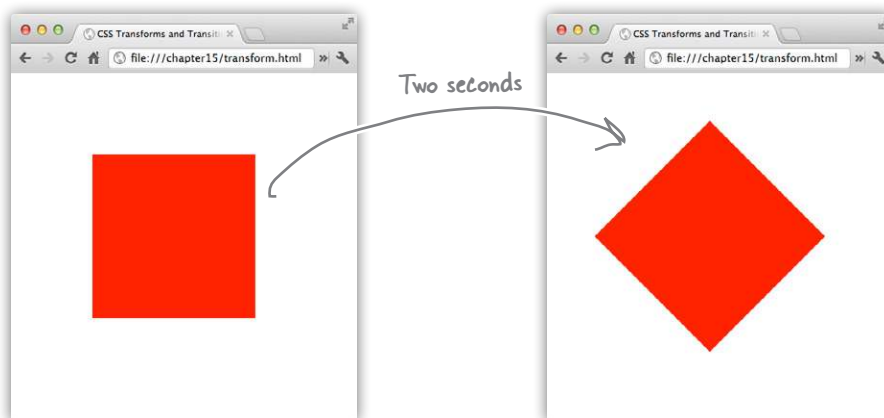 CSS Transforms and Transiti
file:///chapter15/transform.html
Two seconds
CSS Transforms and Transiti
file:///chapter15/transform.html